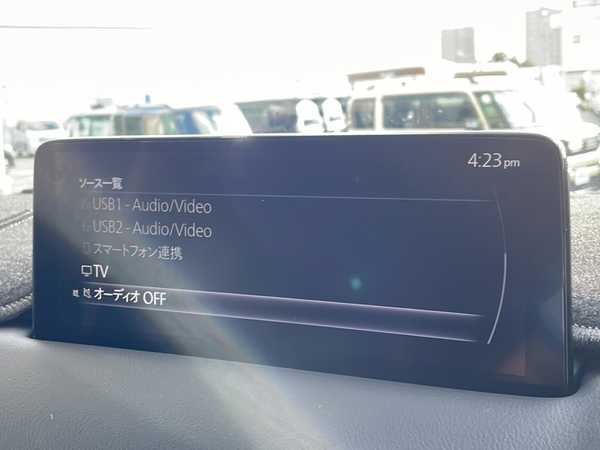 4:23 pm
ソース一覧
USB1 - Audio/Video
USB2 - Audio/Video
スマートフォン連携
TV
オーディオ OFF